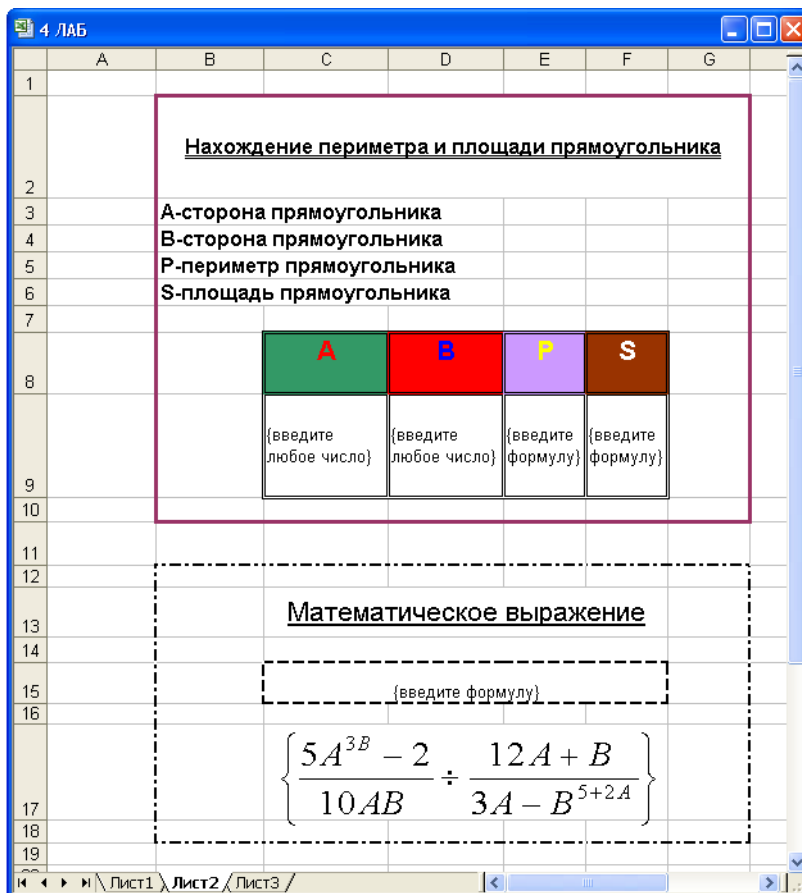 4 ЛАБ
A B C D E F G
1
Нахождение периметра и площади прямоугольника
2
3 А-сторона прямоугольника
4 В-сторона прямоугольника
5 Р-периметр прямоугольника
6 S-площадь прямоугольника
7
A B P S
8
{введите {введите {введите {введите
любое число} любое число} формулу} формулу}
9
10
11
12
Математическое выражение
13
14
15 {введите формулу}
16
{ (5A^{3B} − 2) / (10AB) ÷ (12A + B) / (3A − B^{5+2A}) }
17
18
19
Лист1 Лист2 Лист3